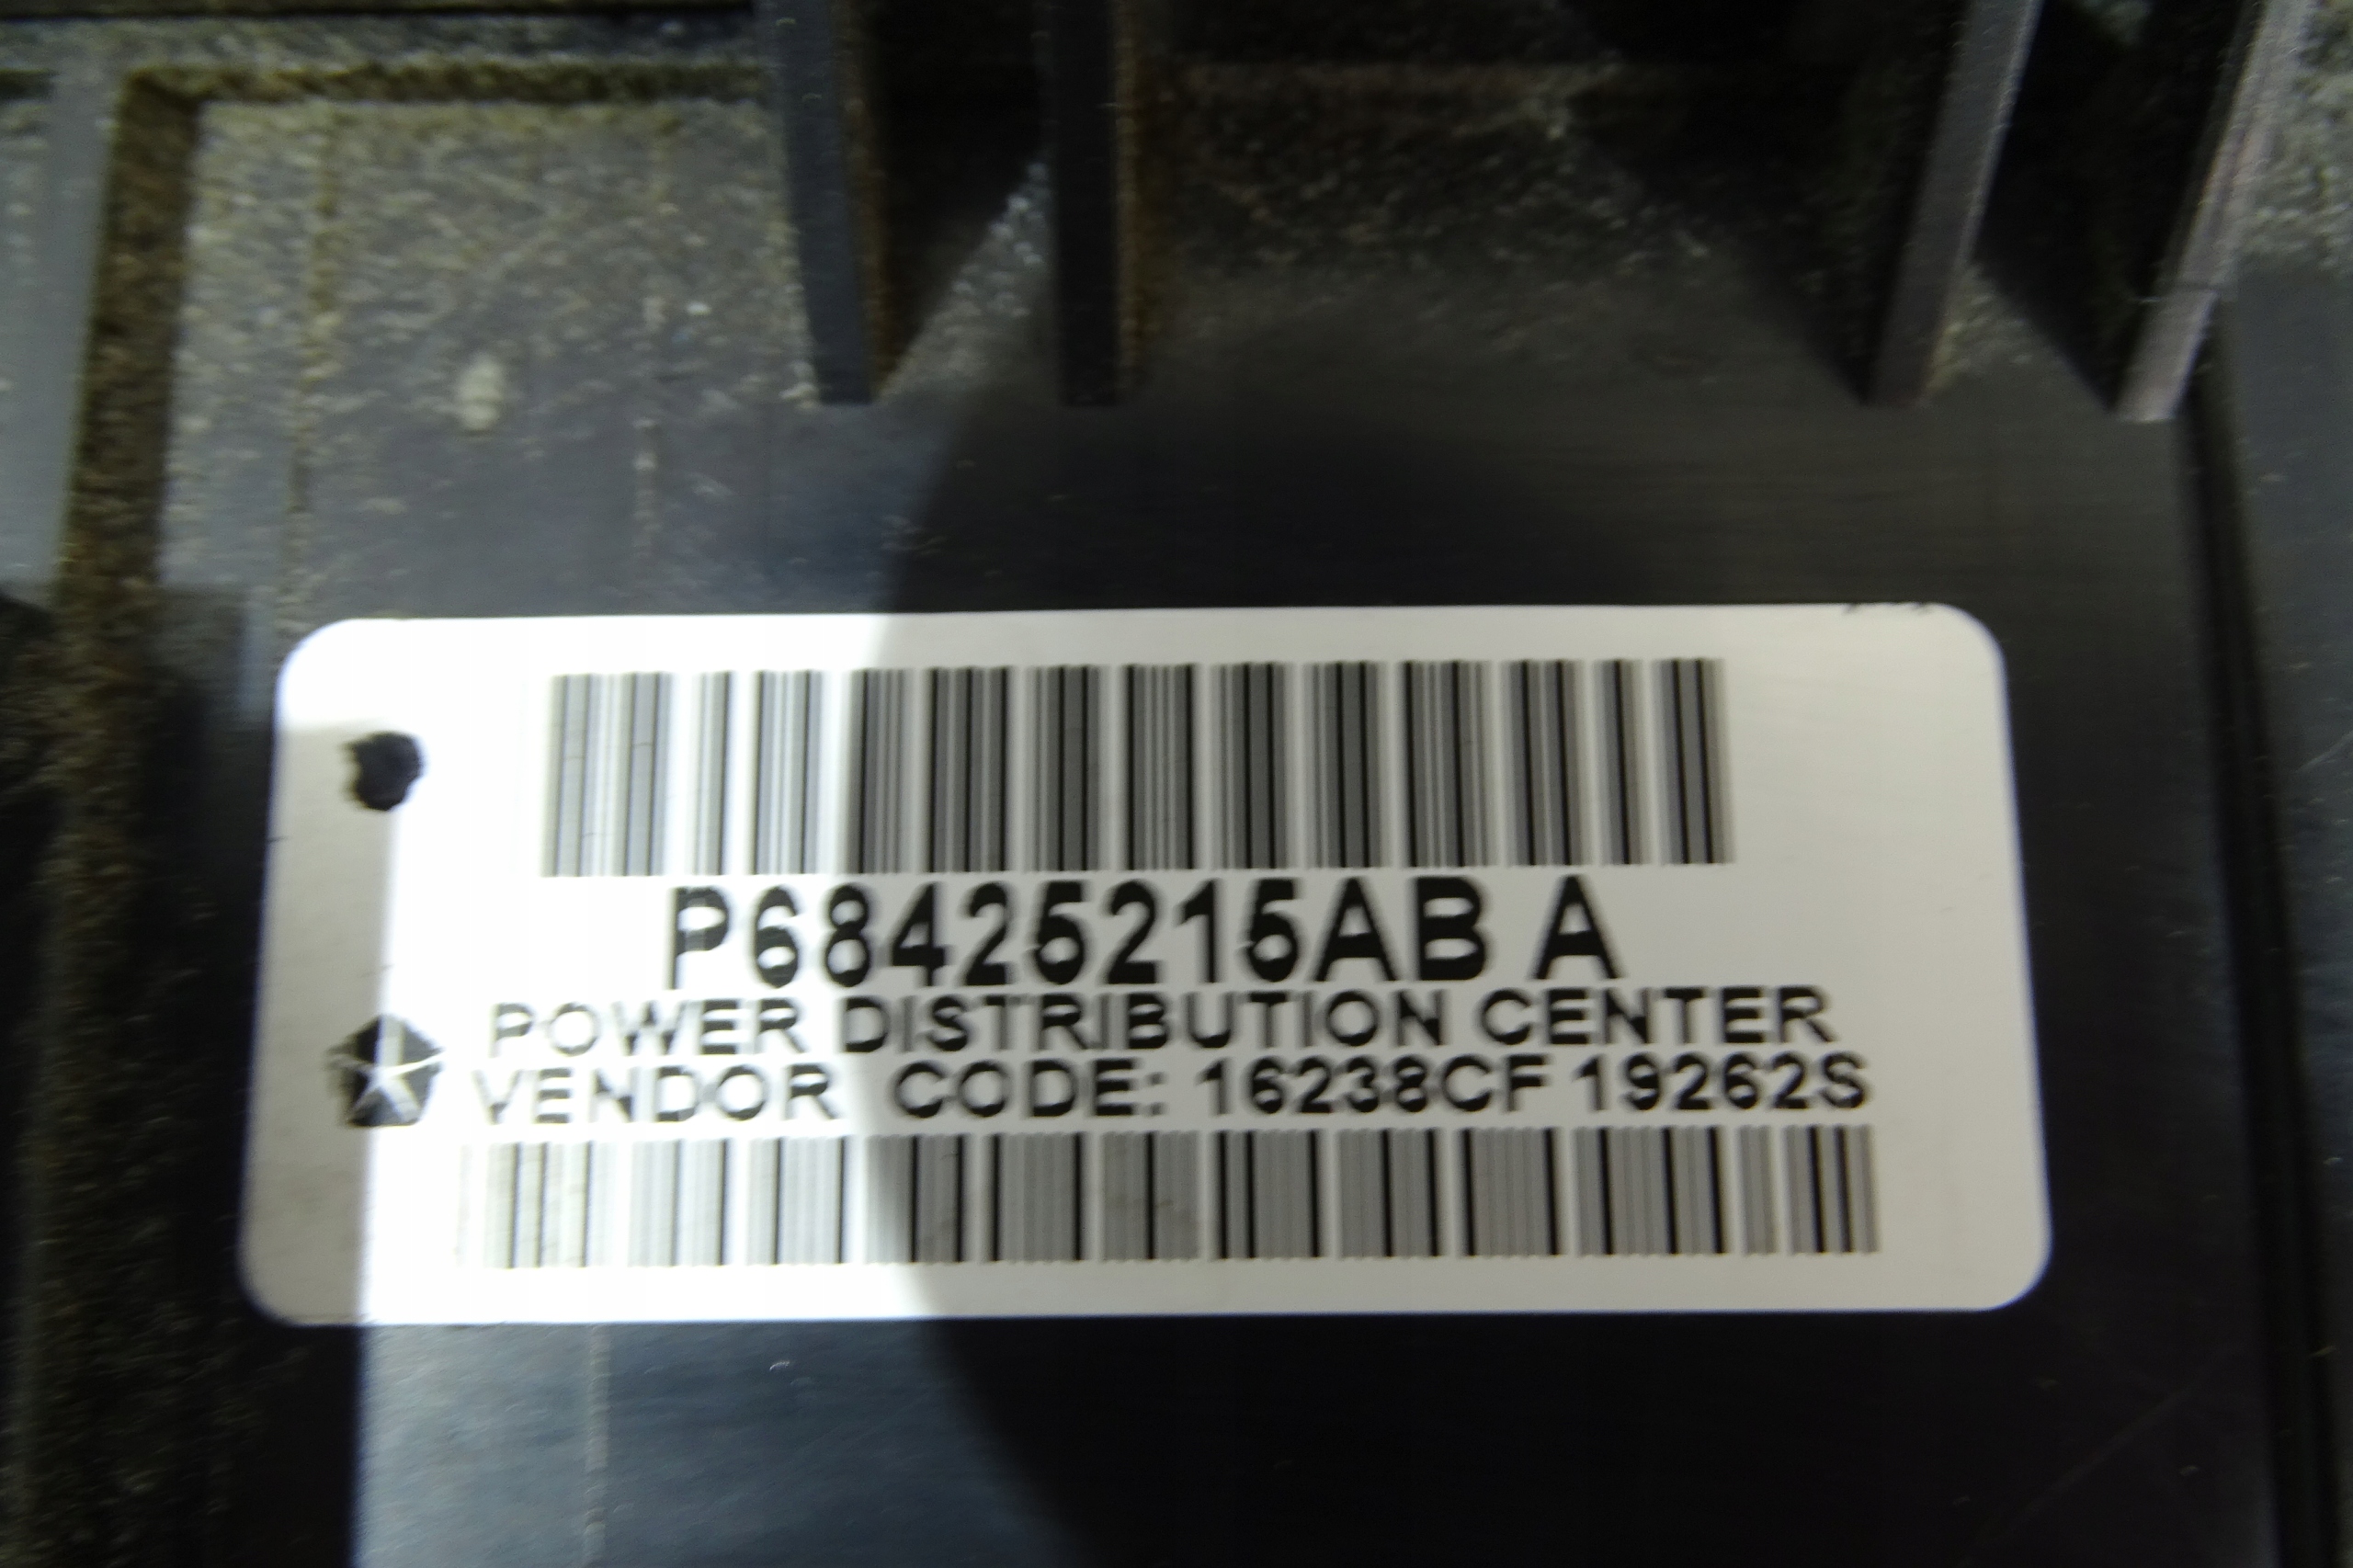 P68425215AB A
POWER DISTRIBUTION CENTER
VENDOR CODE: 16238CF 19262S